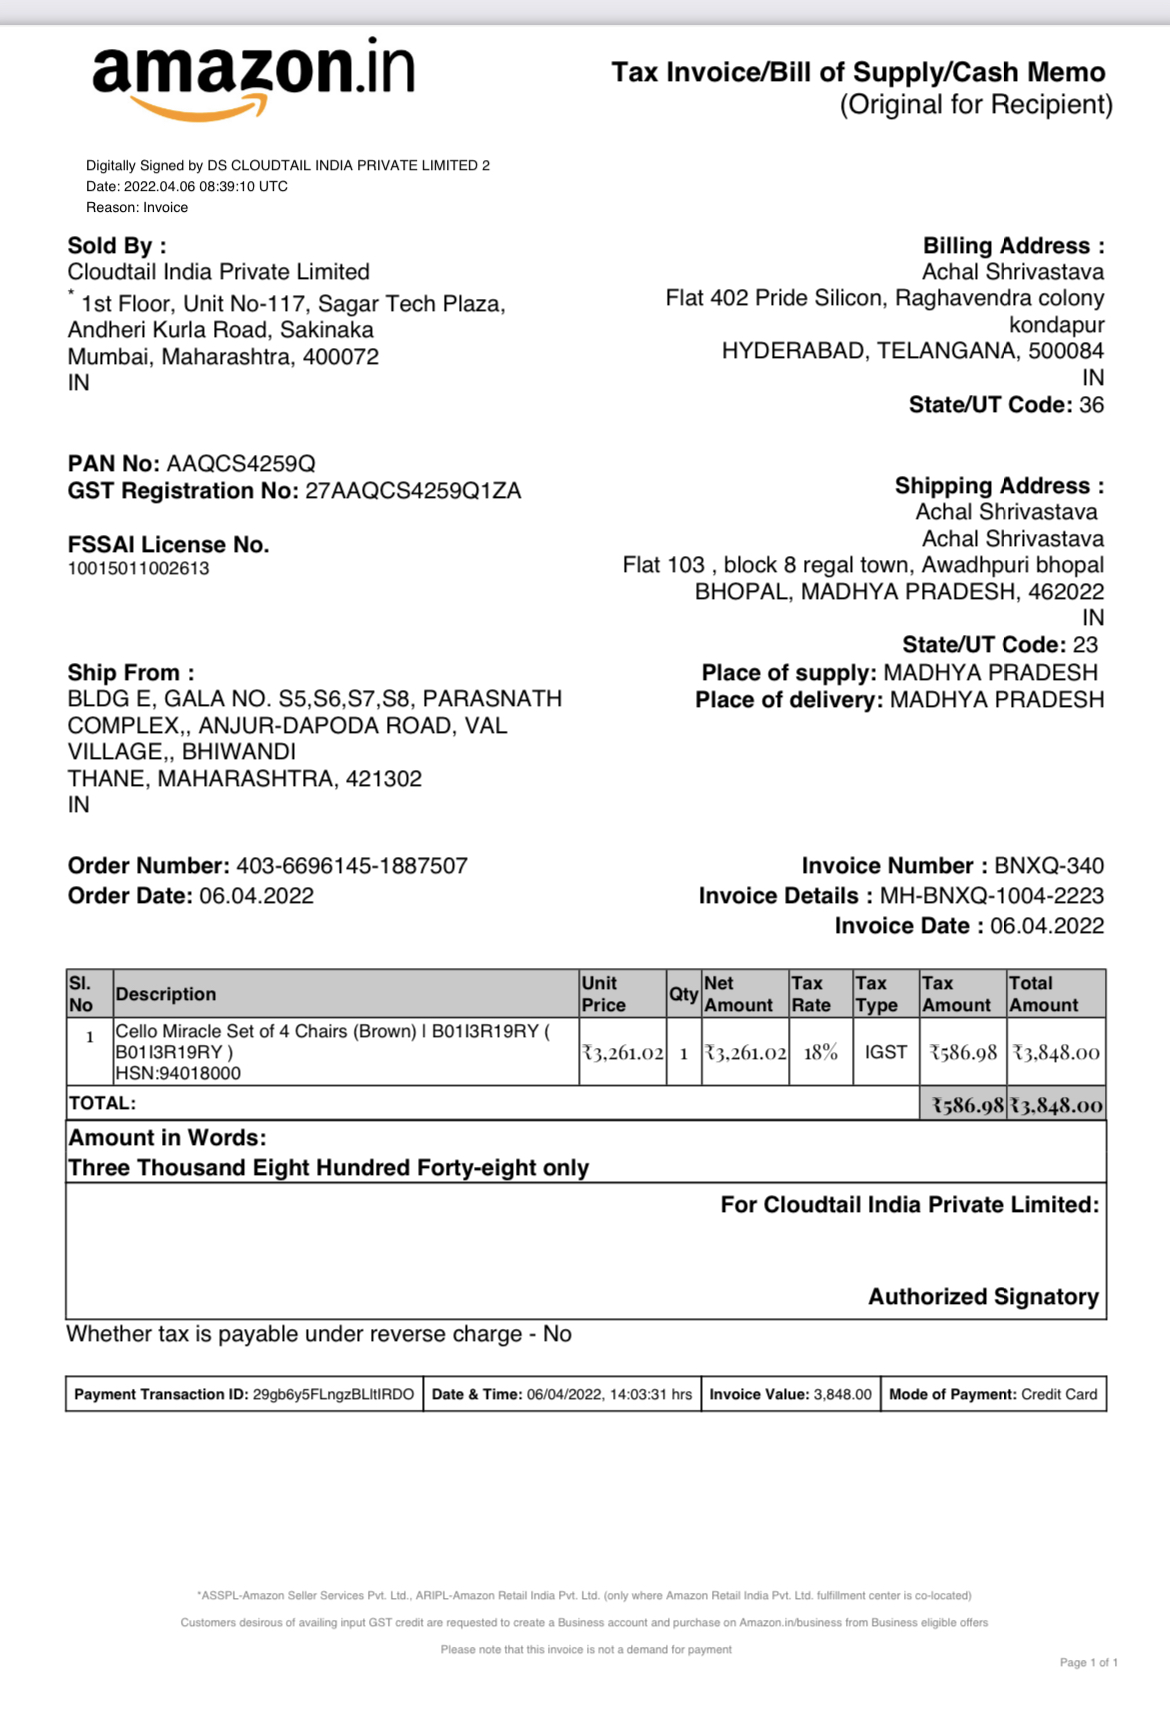 amazon.in
Tax Invoice/Bill of Supply/Cash Memo
(Original for Recipient)
Digitally Signed by DS CLOUDTAIL INDIA PRIVATE LIMITED 2
Date: 2022.04.06 08:39:10 UTC
Reason: Invoice
Sold By :
Cloudtail India Private Limited
* 1st Floor, Unit No-117, Sagar Tech Plaza,
Andheri Kurla Road, Sakinaka
Mumbai, Maharashtra, 400072
IN
Billing Address :
Achal Shrivastava
Flat 402 Pride Silicon, Raghavendra colony
kondapur
HYDERABAD, TELANGANA, 500084
IN
State/UT Code: 36
PAN No: AAQCS4259Q
GST Registration No: 27AAQCS4259Q1ZA
FSSAI License No.
10015011002613
Shipping Address :
Achal Shrivastava
Achal Shrivastava
Flat 103 , block 8 regal town, Awadhpuri bhopal
BHOPAL, MADHYA PRADESH, 462022
IN
State/UT Code: 23
Place of supply: MADHYA PRADESH
Place of delivery: MADHYA PRADESH
Ship From :
BLDG E, GALA NO. S5,S6,S7,S8, PARASNATH
COMPLEX,, ANJUR-DAPODA ROAD, VAL
VILLAGE,, BHIWANDI
THANE, MAHARASHTRA, 421302
IN
Order Number: 403-6696145-1887507
Order Date: 06.04.2022
Invoice Number : BNXQ-340
Invoice Details : MH-BNXQ-1004-2223
Invoice Date : 06.04.2022
Sl. No Description Unit Price Qty Net Amount Tax Rate Tax Type Tax Amount Total Amount
1 Cello Miracle Set of 4 Chairs (Brown) | B01I3R19RY (
B01I3R19RY )
HSN:94018000
₹3,261.02 1 ₹3,261.02 18% IGST ₹586.98 ₹3,848.00
TOTAL: ₹586.98 ₹3,848.00
Amount in Words:
Three Thousand Eight Hundred Forty-eight only
For Cloudtail India Private Limited:
Authorized Signatory
Whether tax is payable under reverse charge - No
Payment Transaction ID: 29gb6y5FLngzBLltIRDO Date & Time: 06/04/2022, 14:03:31 hrs Invoice Value: 3,848.00 Mode of Payment: Credit Card
*ASSPL-Amazon Seller Services Pvt. Ltd., ARIPL-Amazon Retail India Pvt. Ltd. (only where Amazon Retail India Pvt. Ltd. fulfillment center is co-located)
Customers desirous of availing input GST credit are requested to create a Business account and purchase on Amazon.in/business from Business eligible offers
Please note that this invoice is not a demand for payment
Page 1 of 1